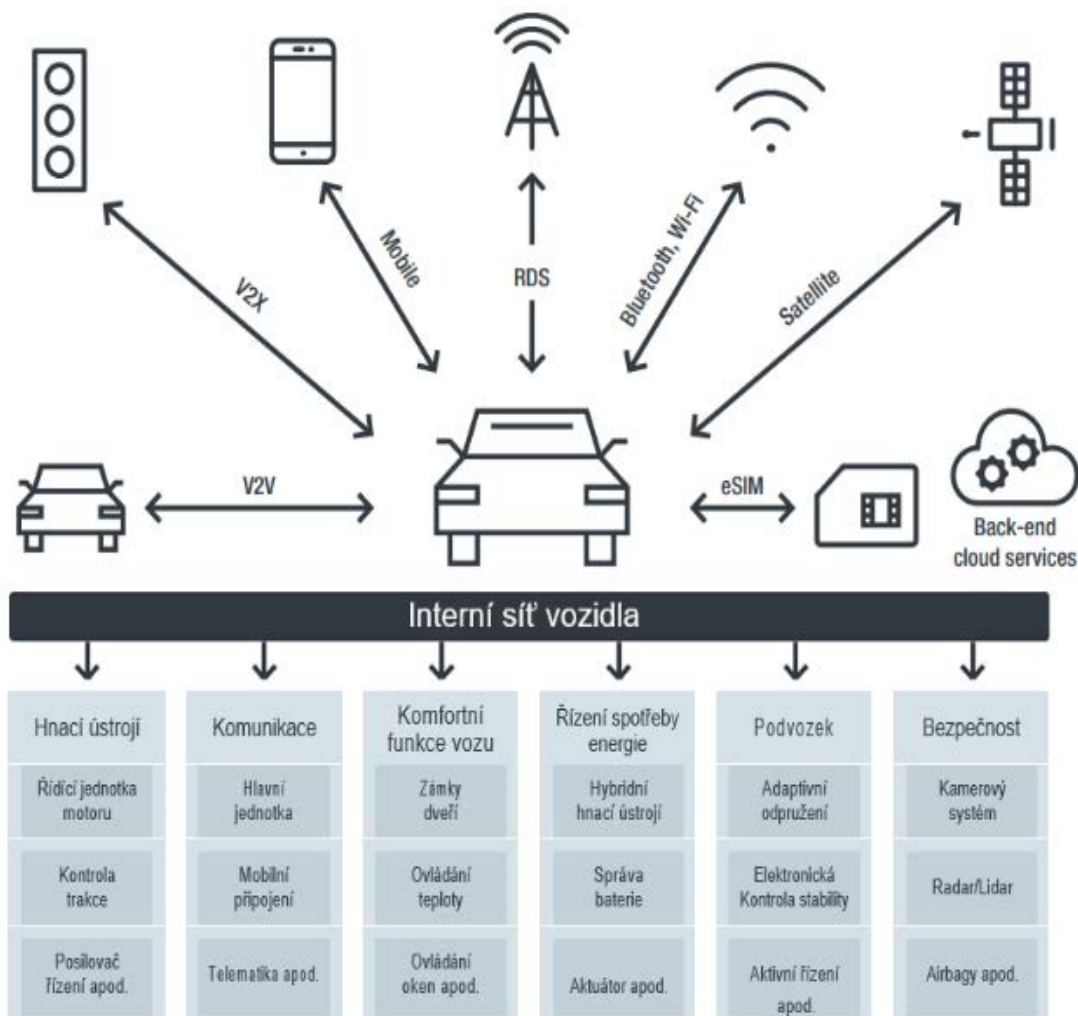 V2X
Mobile
RDS
Bluetooth, Wi-Fi
Satellite
V2V
eSIM
Back-end
cloud services
Interní síť vozidla
Hnací ústrojí
Komunikace
Komfortní
funkce vozu
Řízení spotřeby
energie
Podvozek
Bezpečnost
Řídící jednotka
motoru
Hlavní
jednotka
Zámky
dveří
Hybridní
hnací ústrojí
Adaptivní
odpružení
Kamerový
systém
Kontrola
trakce
Mobilní
připojení
Ovládání
teploty
Správa
baterie
Elektronická
Kontrola stability
Radar/Lidar
Posilovač
řízení apod.
Telematika apod.
Ovládání
oken apod.
Aktuátor apod.
Aktivní řízení
apod.
Airbagy apod.